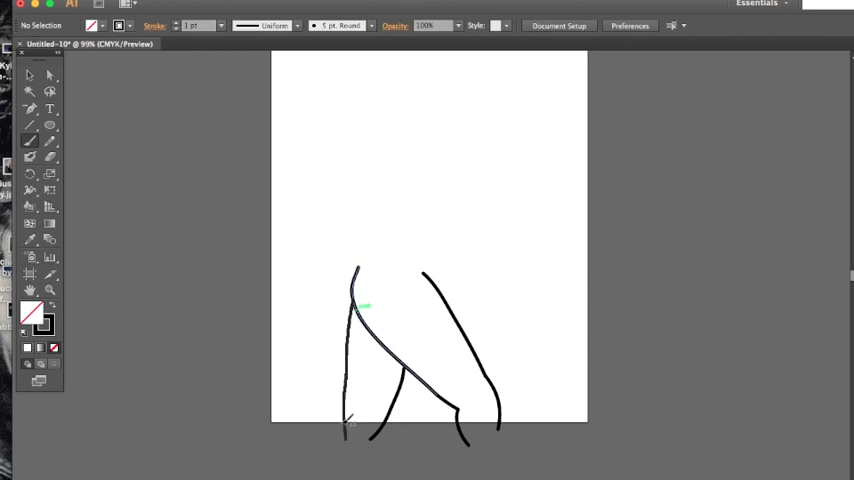 Ai
Essentials
No Selection
Stroke:
1 pt
Uniform
5 pt. Round
Opacity:
100%
Style:
Document Setup
Preferences
Untitled-10* @ 99% (CMYK/Preview)
T